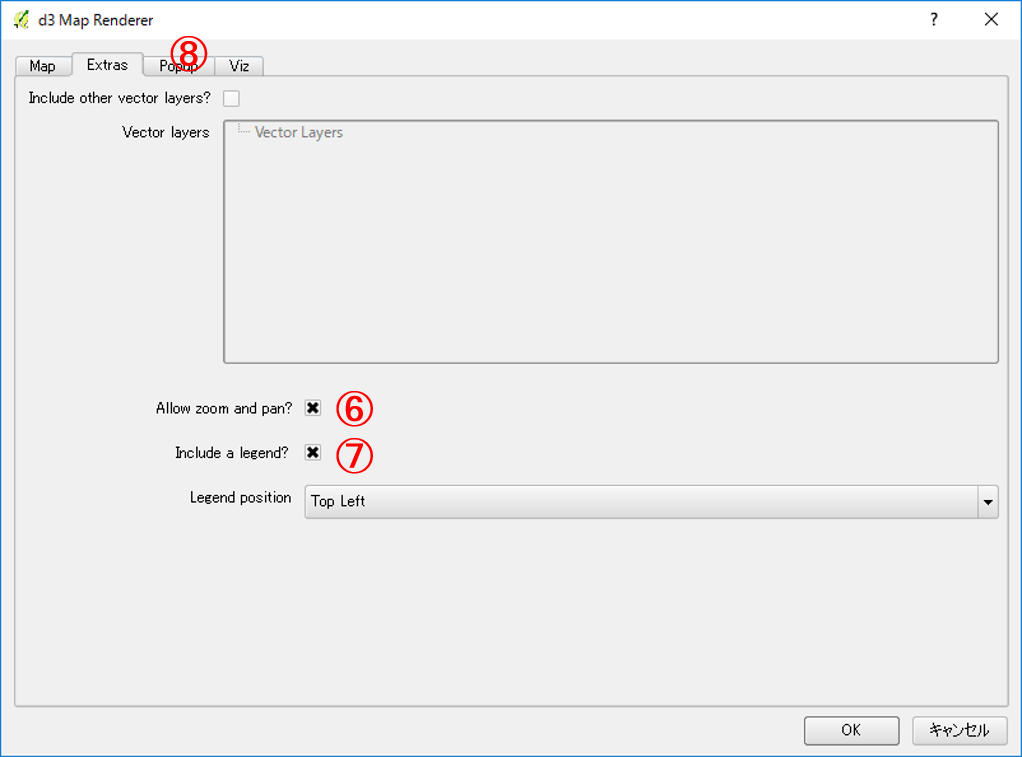 d3 Map Renderer
?
⑧
Map Extras Popup Viz
Include other vector layers?
Vector layers
Vector Layers
Allow zoom and pan?
⑥
Include a legend?
⑦
Legend position
Top Left
OK
キャンセル